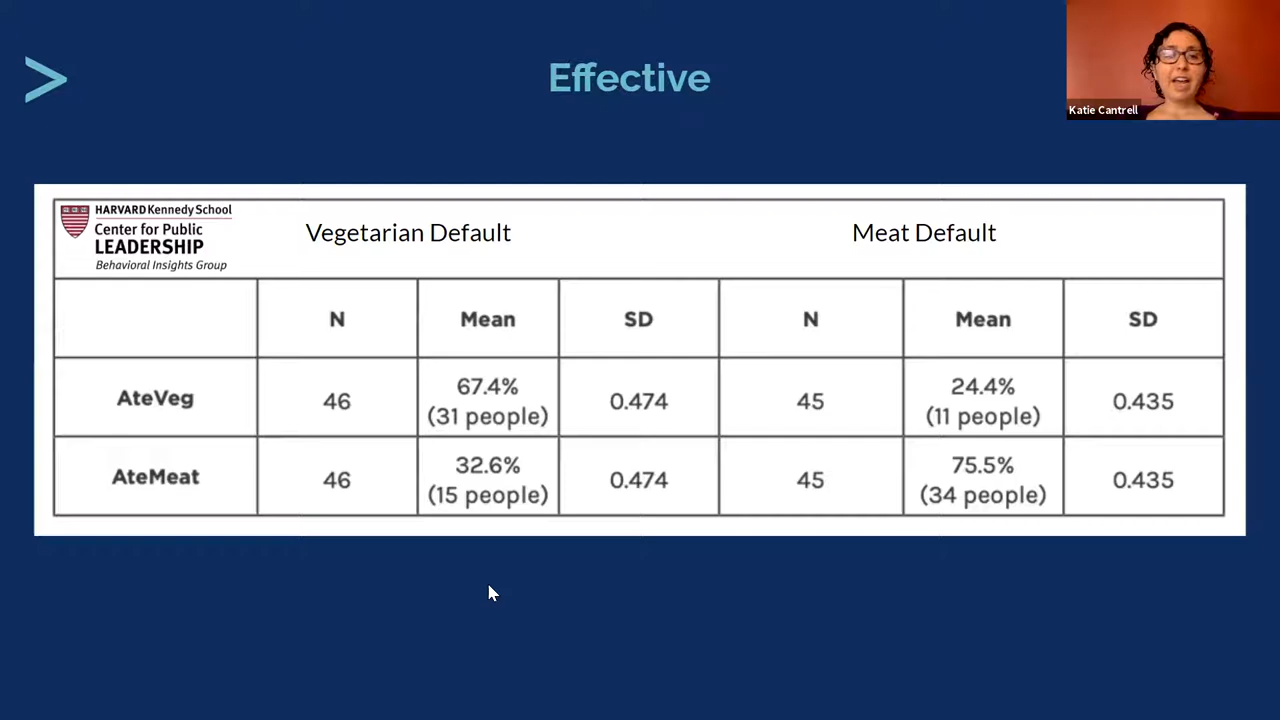 >
Effective
Katie Cantrell
HARVARD Kennedy School
Center for Public
LEADERSHIP
Behavioral Insights Group
Vegetarian Default
Meat Default
N
Mean
SD
N
Mean
SD
AteVeg
46
67.4%
(31 people)
0.474
45
24.4%
(11 people)
0.435
AteMeat
46
32.6%
(15 people)
0.474
45
75.5%
(34 people)
0.435